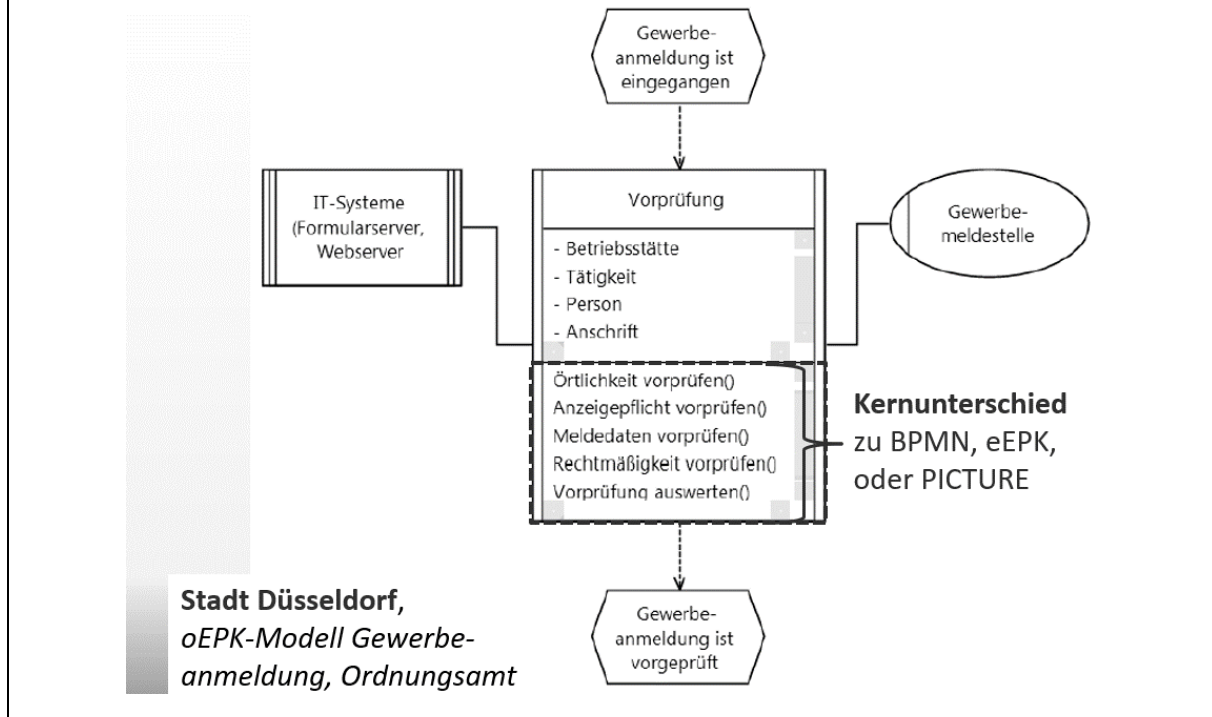 Gewerbe-
anmeldung ist
eingegangen
IT-Systeme
(Formularserver,
Webserver
Vorprüfung
- Betriebsstätte
- Tätigkeit
- Person
- Anschrift
Örtlichkeit vorprüfen()
Anzeigepflicht vorprüfen()
Meldedaten vorprüfen()
Rechtmäßigkeit vorprüfen()
Vorprüfung auswerten()
Gewerbe-
meldestelle
Kernunterschied
zu BPMN, eEPK,
oder PICTURE
Gewerbe-
anmeldung ist
vorgeprüft
Stadt Düsseldorf,
oEPK-Modell Gewerbe-
anmeldung, Ordnungsamt